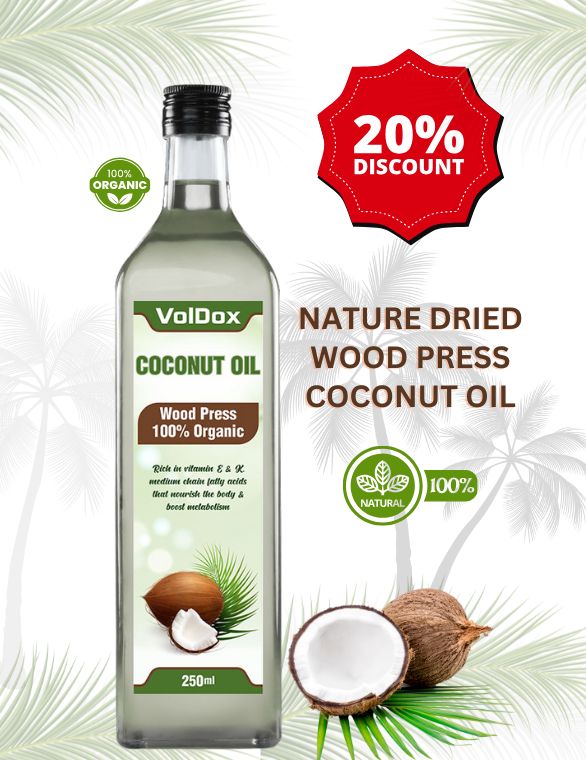 20%
DISCOUNT
100%
ORGANIC
VolDox
COCONUT OIL
Wood Press
100% Organic
Rich in vitamin E & K
medium chain fatty acids
that nourish the body &
boost metabolism
250ml
NATURE DRIED
WOOD PRESS
COCONUT OIL
NATURAL
100%